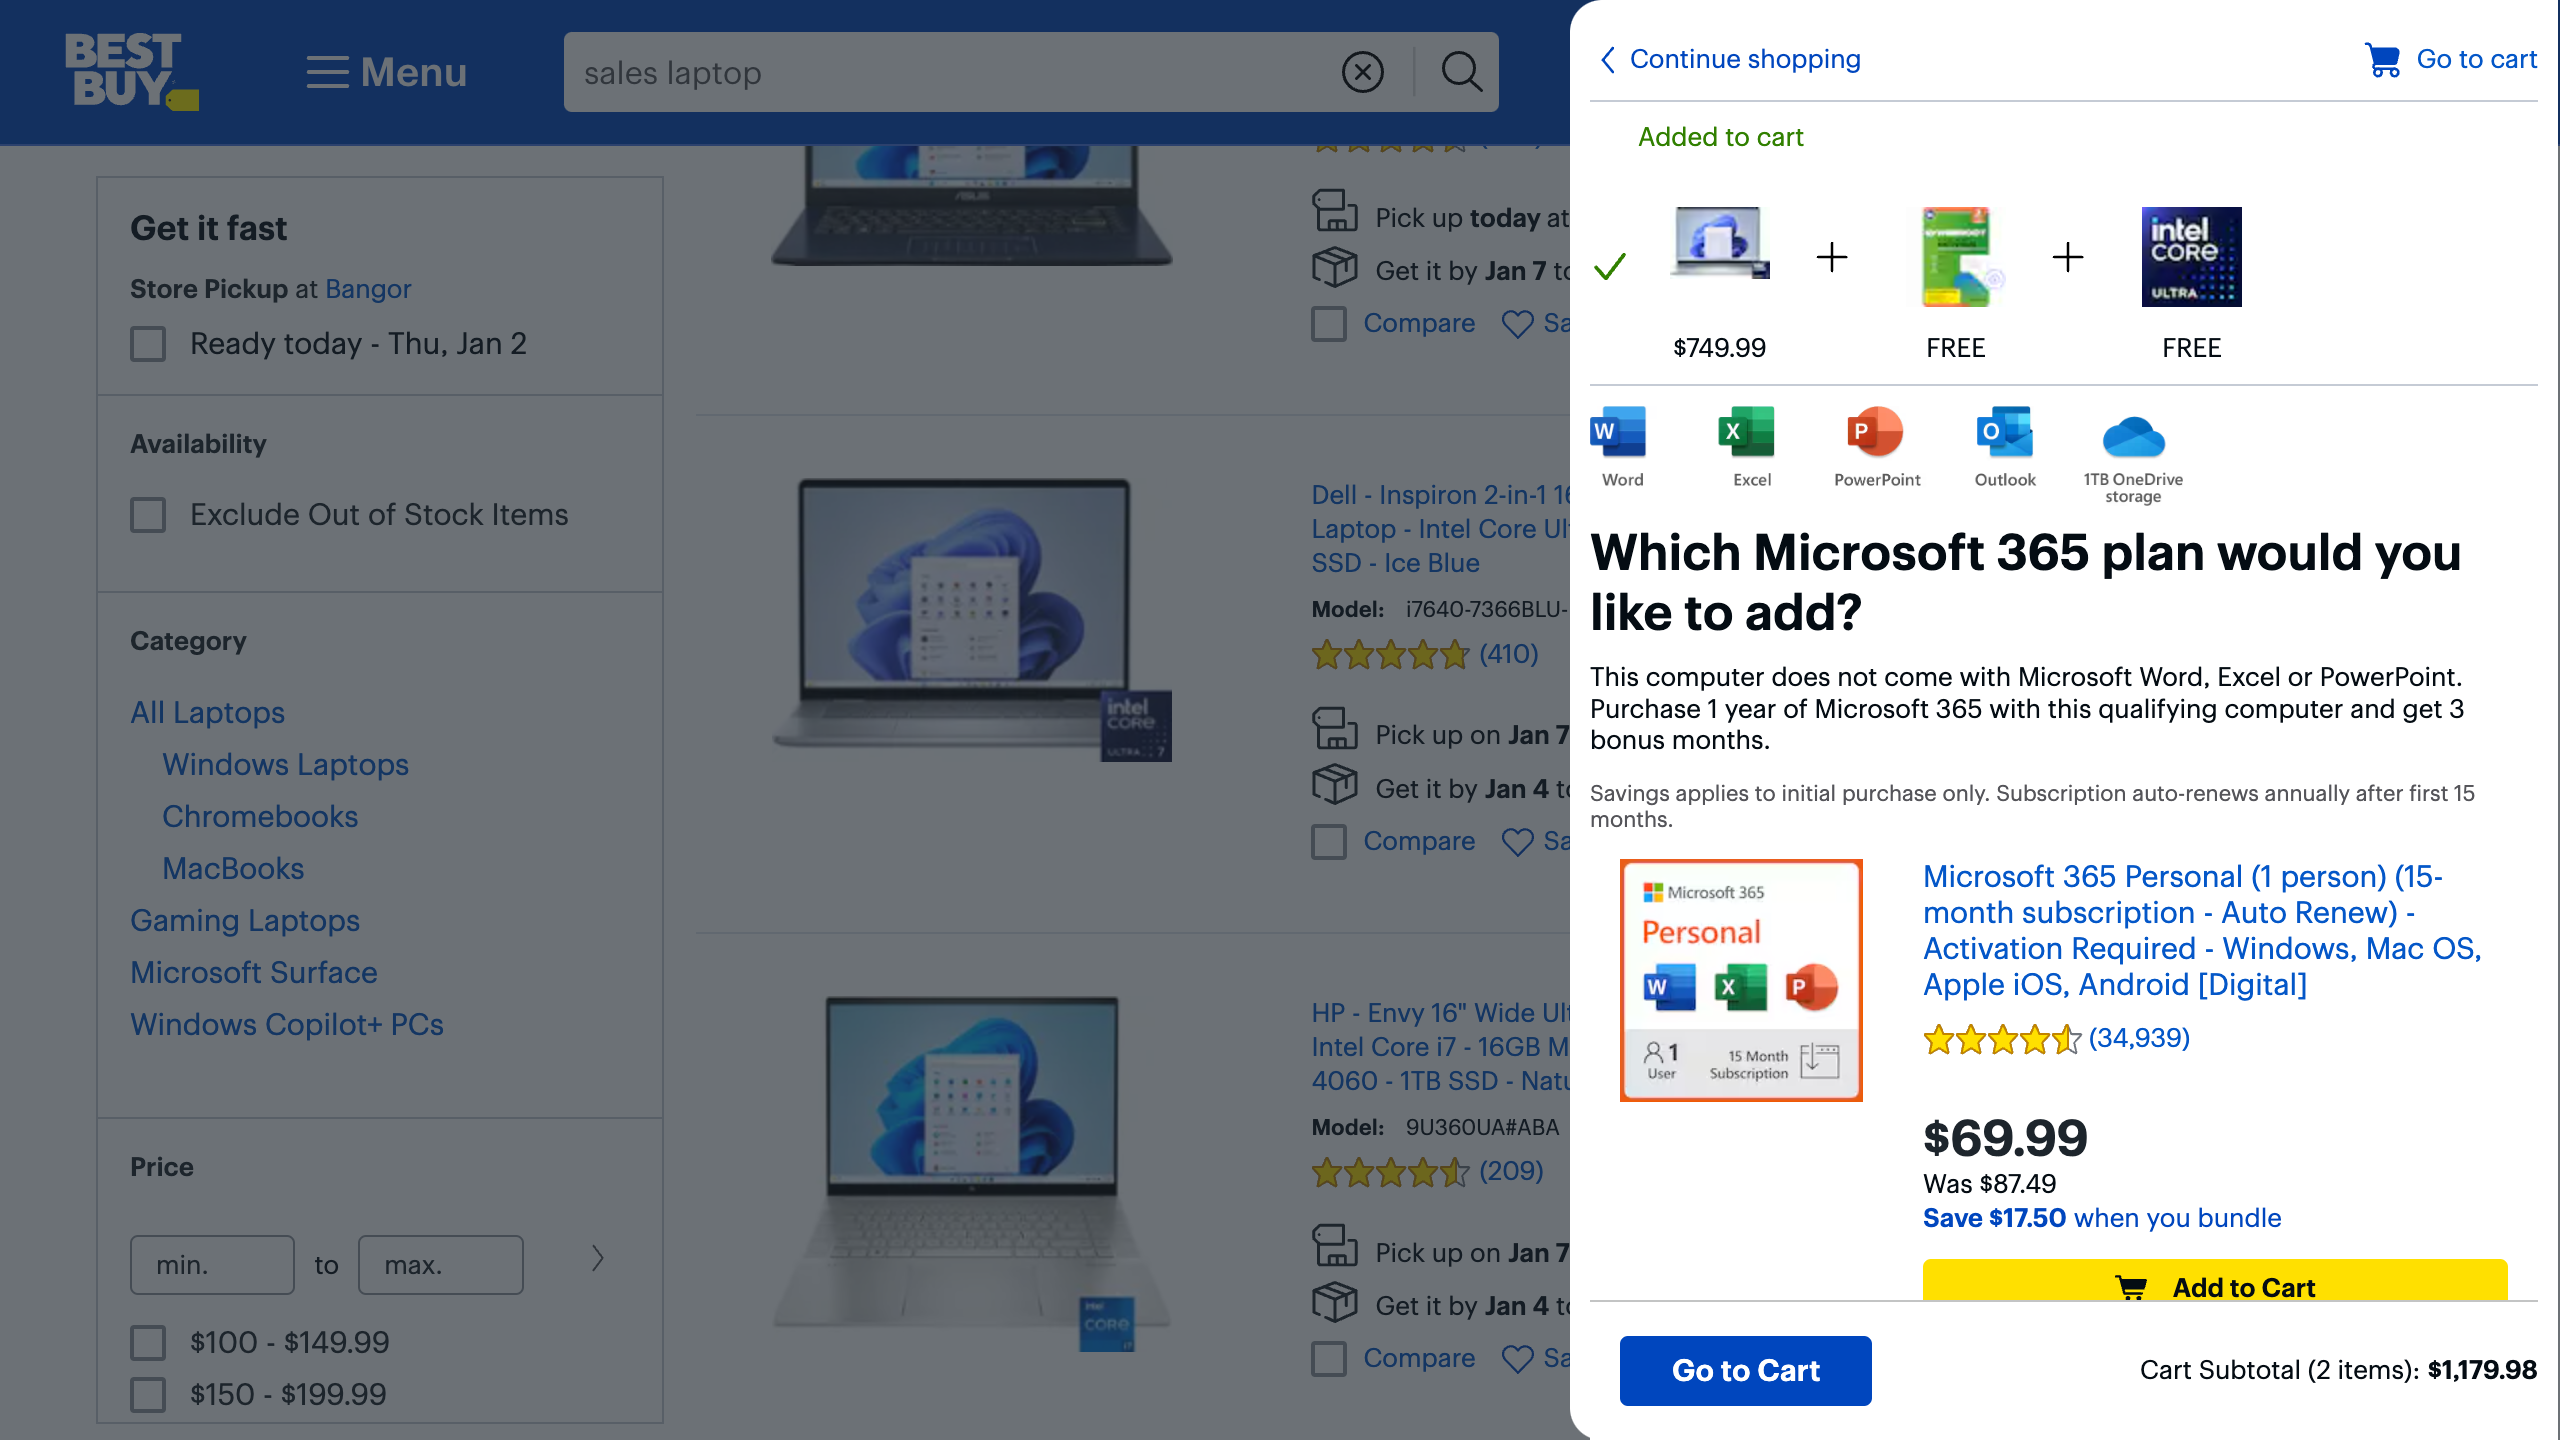 BEST
BUY
Menu
sales laptop
Get it fast
Store Pickup at Bangor
Ready today - Thu, Jan 2
Availability
Exclude Out of Stock Items
Category
All Laptops
Windows Laptops
Chromebooks
MacBooks
Gaming Laptops
Microsoft Surface
Windows Copilot+ PCs
Price
min. to max.
$100 - $149.99
$150 - $199.99
ASUS
Pick up today at
Get it by Jan 7 to
Compare
Dell - Inspiron 2-in-1 16
Laptop - Intel Core Ul
SSD - Ice Blue
Model: i7640-7366BLU-
(410)
intel
CORE
ULTRA 7
Pick up on Jan 7
Get it by Jan 4 to
Compare
HP - Envy 16" Wide Ul
Intel Core i7 - 16GB M
4060 - 1TB SSD - Natu
Model: 9U360UA#ABA
(209)
intel
CORE
i7
Pick up on Jan 7
Get it by Jan 4 to
Compare
Continue shopping
Go to cart
Added to cart
intel
CORE
ULTRA
$749.99
FREE
FREE
Word
Excel
PowerPoint
Outlook
1TB OneDrive
storage
Which Microsoft 365 plan would you
like to add?
This computer does not come with Microsoft Word, Excel or PowerPoint.
Purchase 1 year of Microsoft 365 with this qualifying computer and get 3
bonus months.
Savings applies to initial purchase only. Subscription auto-renews annually after first 15
months.
Microsoft 365
Personal
W X P
1
User
15 Month
Subscription
Microsoft 365 Personal (1 person) (15-
month subscription - Auto Renew) -
Activation Required - Windows, Mac OS,
Apple iOS, Android [Digital]
(34,939)
$69.99
Was $87.49
Save $17.50 when you bundle
Add to Cart
Go to Cart
Cart Subtotal (2 items): $1,179.98